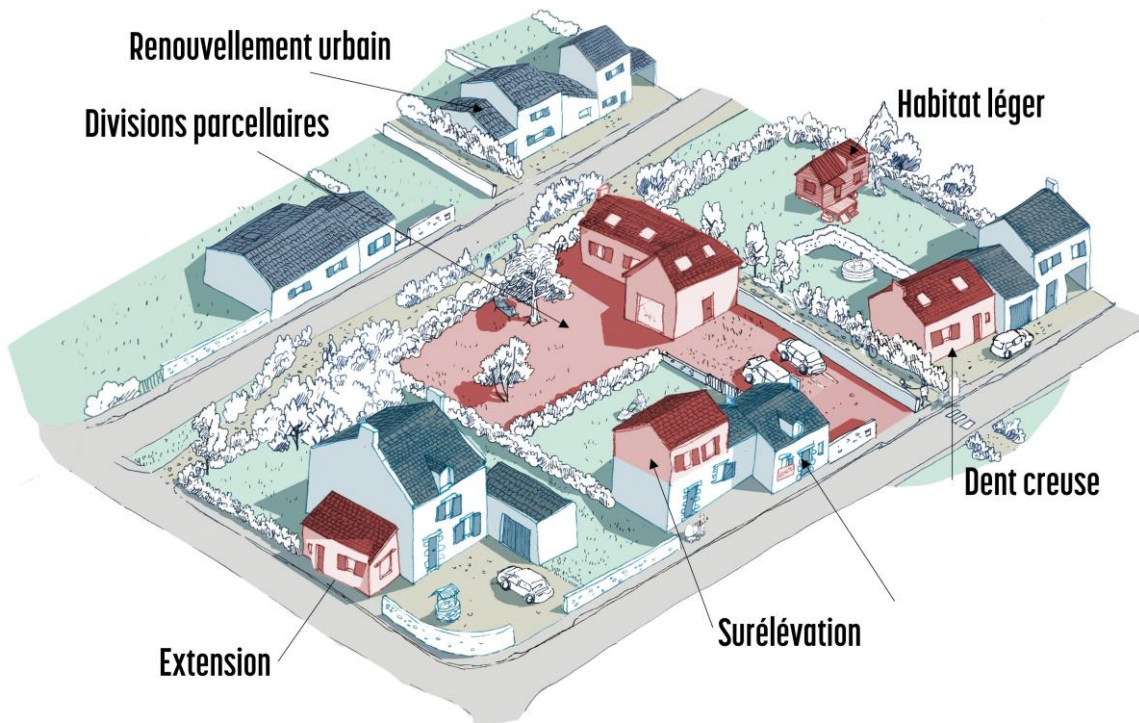 Renouvellement urbain
Divisions parcellaires
Habitat léger
Dent creuse
Surélévation
Extension